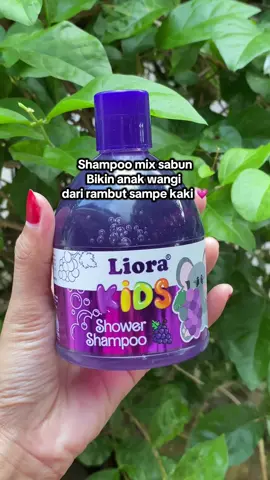 Shampoo mix sabun
Bikin anak wangi
dari rambut sampe kaki
Liora®
KiDS
Shower
Shampoo